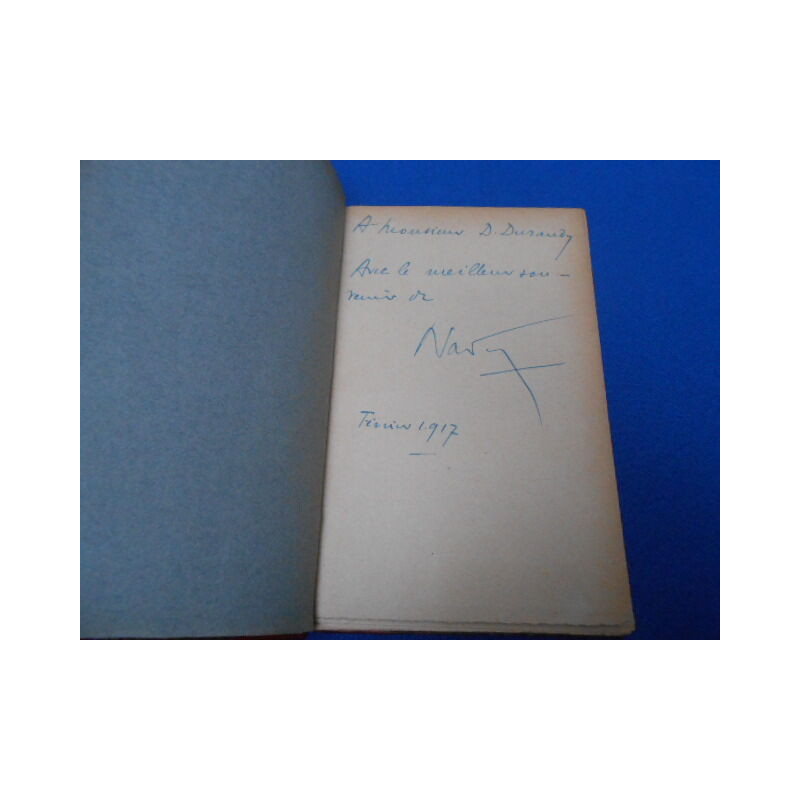 A Monsieur D. Durandy
Avec le meilleur sou-
venir de
Février 1917